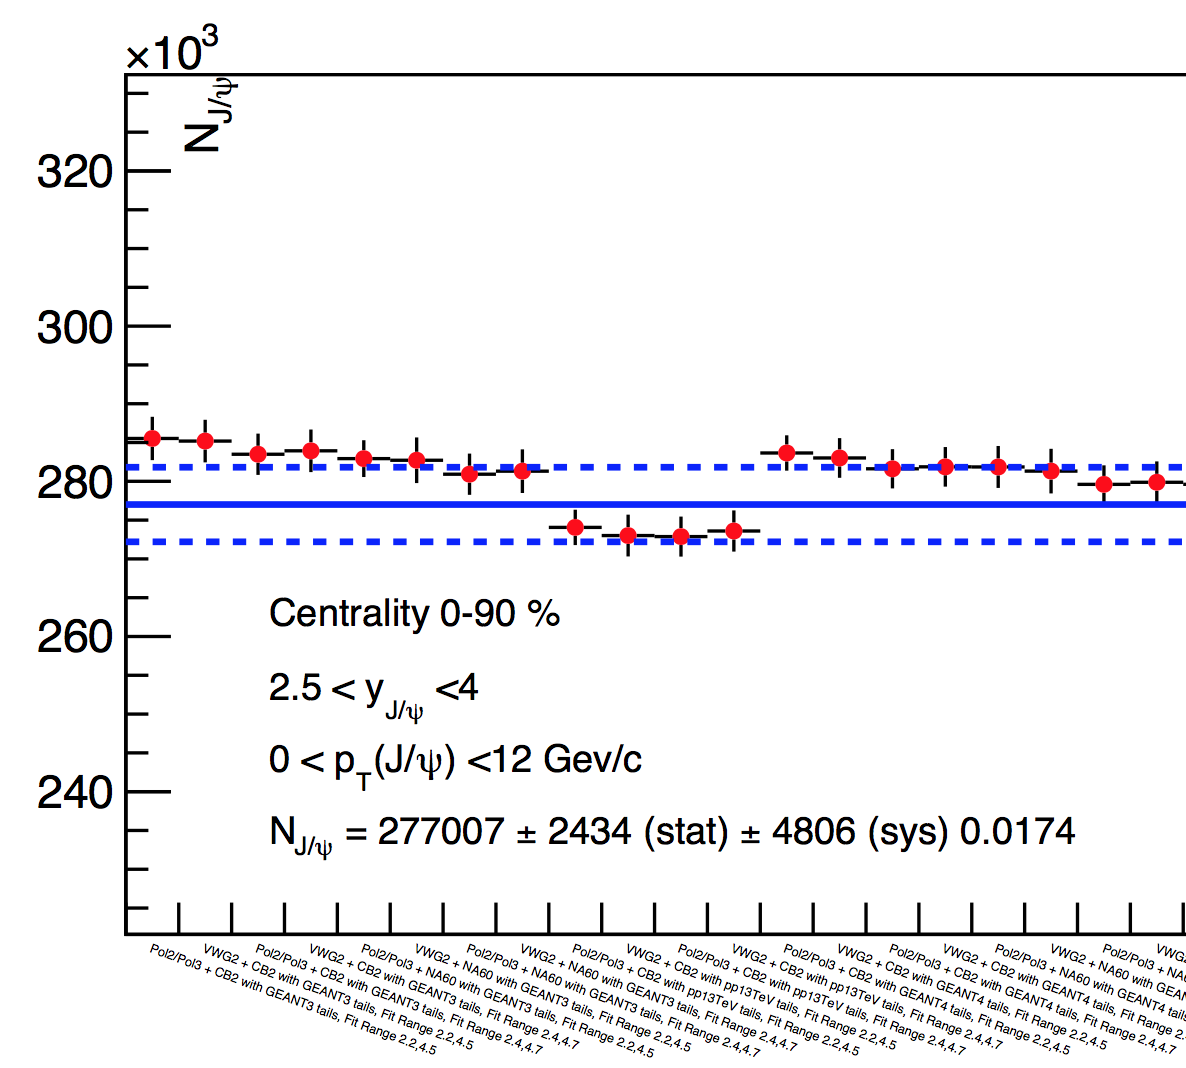 ×10³
N_J/ψ
320
300
280
260
240
Centrality 0-90 %
2.5 < y_J/ψ <4
0 < p_T(J/ψ) <12 Gev/c
N_J/ψ = 277007 ± 2434 (stat) ± 4806 (sys) 0.0174
Pol2/Pol3 + CB2 with GEANT3 tails, Fit Range 2.2,4.5
VWG2 + CB2 with GEANT3 tails, Fit Range 2.2,4.5
Pol2/Pol3 + CB2 with GEANT3 tails, Fit Range 2.4,4.7
VWG2 + CB2 with GEANT3 tails, Fit Range 2.4,4.7
Pol2/Pol3 + NA60 with GEANT3 tails, Fit Range 2.2,4.5
VWG2 + NA60 with GEANT3 tails, Fit Range 2.2,4.5
Pol2/Pol3 + NA60 with GEANT3 tails, Fit Range 2.4,4.7
VWG2 + NA60 with GEANT3 tails, Fit Range 2.4,4.7
Pol2/Pol3 + CB2 with pp13TeV tails, Fit Range 2.2,4.5
VWG2 + CB2 with pp13TeV tails, Fit Range 2.2,4.5
Pol2/Pol3 + CB2 with pp13TeV tails, Fit Range 2.4,4.7
VWG2 + CB2 with pp13TeV tails, Fit Range 2.4,4.7
Pol2/Pol3 + CB2 with GEANT4 tails, Fit Range 2.2,4.5
VWG2 + CB2 with GEANT4 tails, Fit Range 2.2,4.5
Pol2/Pol3 + CB2 with GEANT4 tails, Fit Range 2.4,4.7
VWG2 + CB2 with GEANT4 tails, Fit Range 2.4,4.7
Pol2/Pol3 + NA60 with GEANT4 tails, Fit Range 2.
VWG2 + NA60 with GEANT4 tails
Pol2/Pol3 + NA60 with GEAN
VWG2